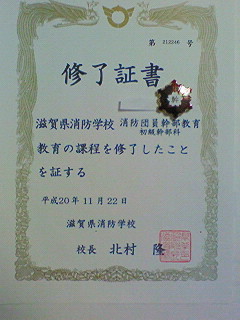 第 212246 号
修了証書
滋賀県消防学校 消防団員幹部教育
初級幹部科
教育の課程を修了したこと
を証する
平成20年11月22日
滋賀県消防学校
校長 北村 隆